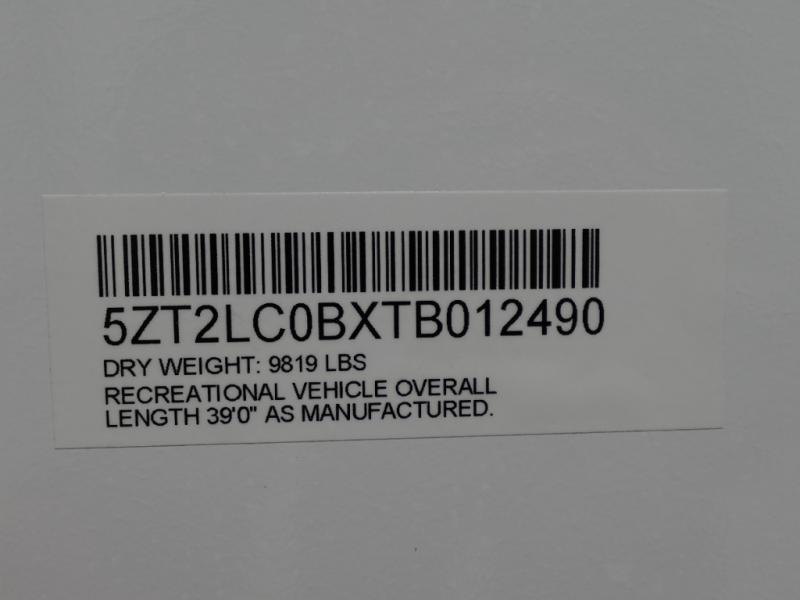 5ZT2LC0BXTB012490
DRY WEIGHT: 9819 LBS
RECREATIONAL VEHICLE OVERALL
LENGTH 39'0" AS MANUFACTURED.